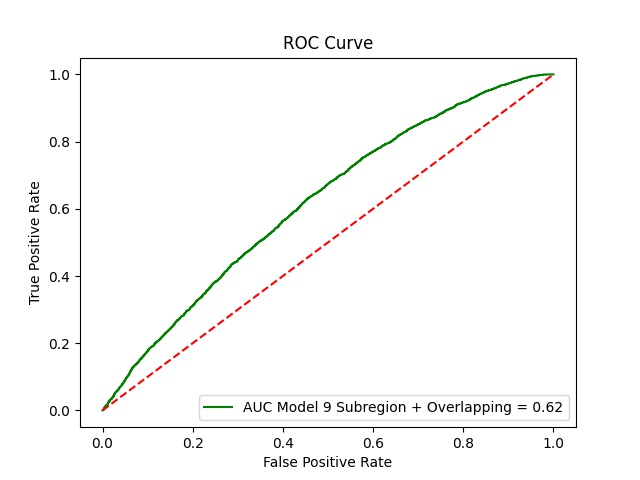 ROC Curve
True Positive Rate
1.0
0.8
0.6
0.4
0.2
0.0
AUC Model 9 Subregion + Overlapping = 0.62
0.0 0.2 0.4 0.6 0.8 1.0
False Positive Rate